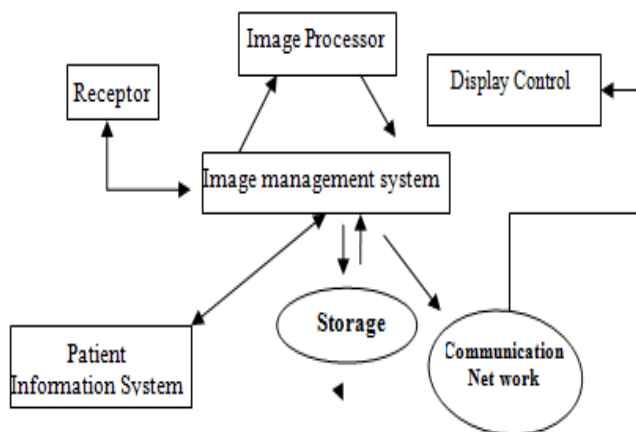 Image Processor
Display Control
Receptor
Image management system
Storage
Patient
Information System
Communication
Net work